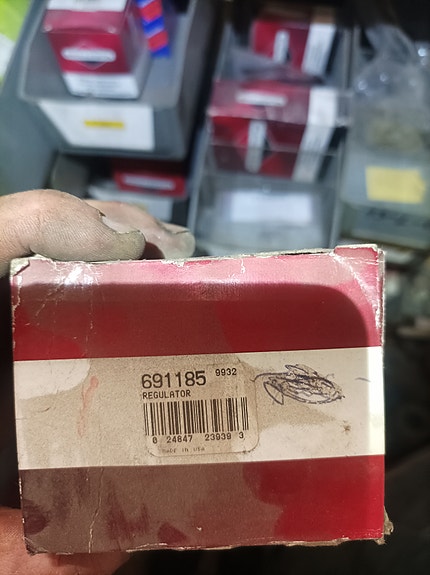 691185 9932
REGULATOR
0 24847 23939 3
MADE IN USA